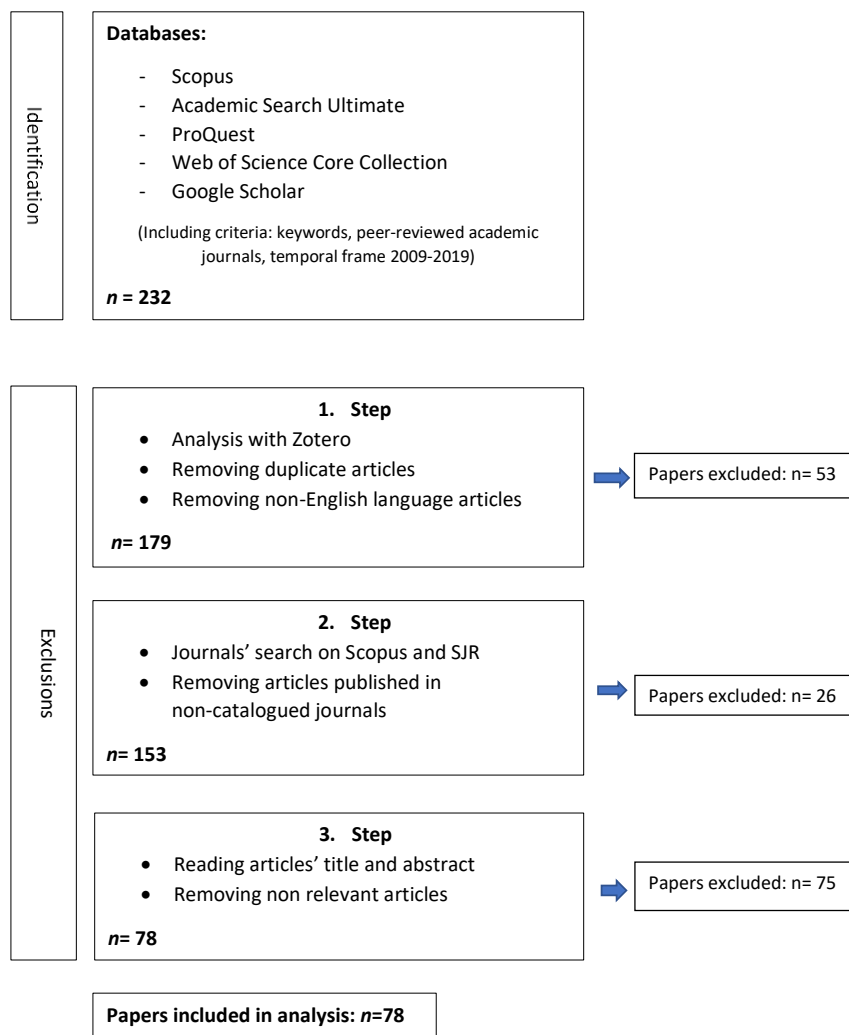 Identification
Databases:
- Scopus
- Academic Search Ultimate
- ProQuest
- Web of Science Core Collection
- Google Scholar
(Including criteria: keywords, peer-reviewed academic
journals, temporal frame 2009-2019)
n = 232
Exclusions
1. Step
• Analysis with Zotero
• Removing duplicate articles
• Removing non-English language articles
n= 179
Papers excluded: n= 53
2. Step
• Journals’ search on Scopus and SJR
• Removing articles published in
non-catalogued journals
n= 153
Papers excluded: n= 26
3. Step
• Reading articles’ title and abstract
• Removing non relevant articles
n= 78
Papers excluded: n= 75
Papers included in analysis: n=78